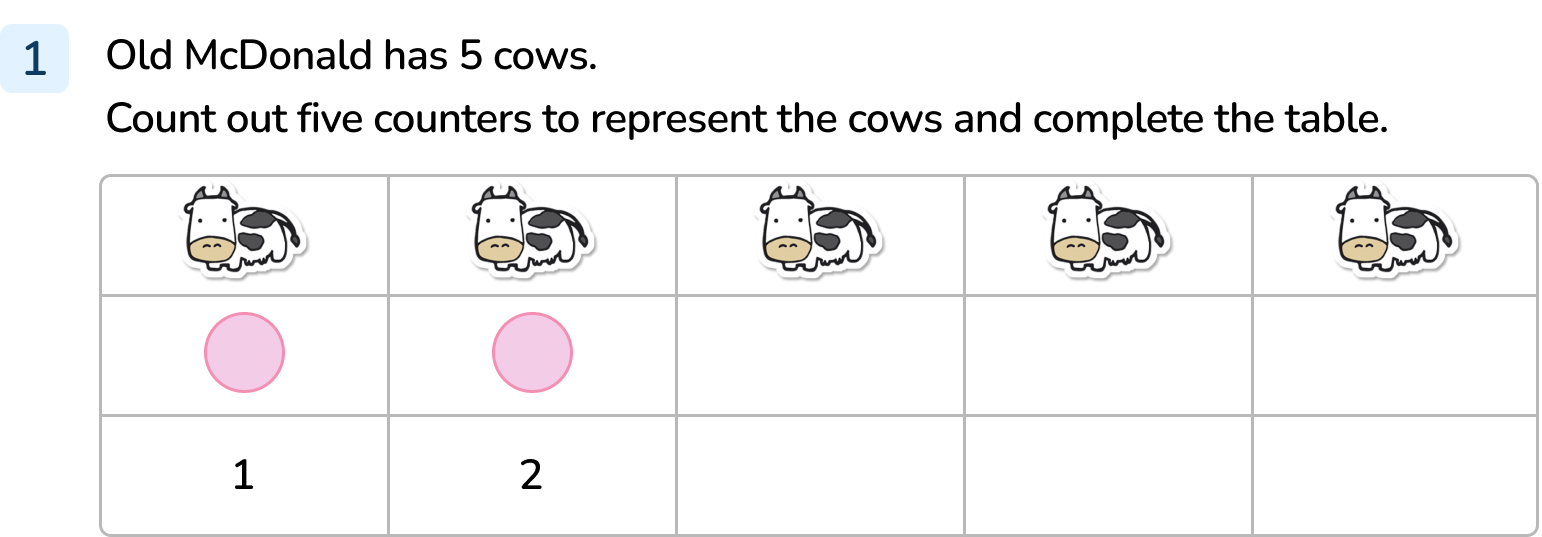 1
Old McDonald has 5 cows.
Count out five counters to represent the cows and complete the table.
1 2